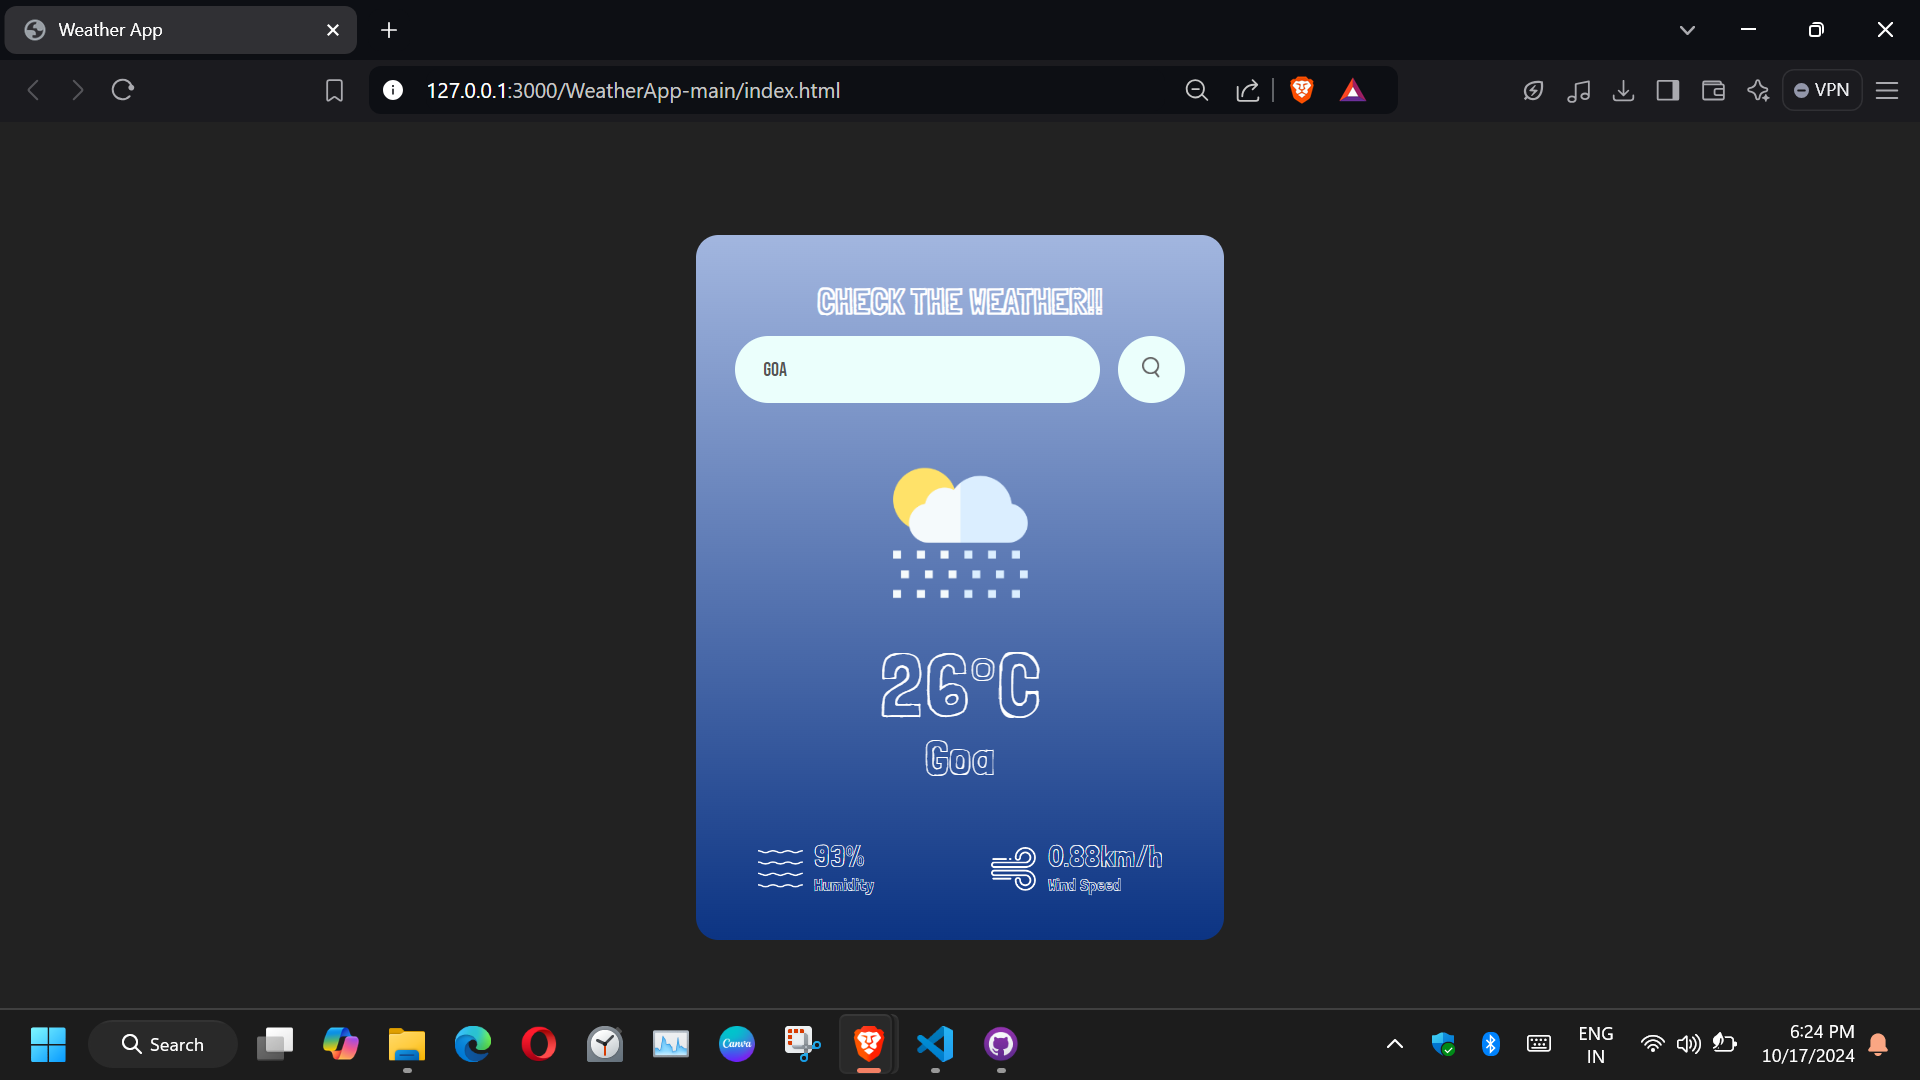 Weather App
127.0.0.1:3000/WeatherApp-main/index.html
VPN
CHECK THE WEATHER!!
GOA
26°C
Goa
93%
Humidity
0.88km/h
Wind Speed
Search
Canva
ENG
IN
6:24 PM
10/17/2024